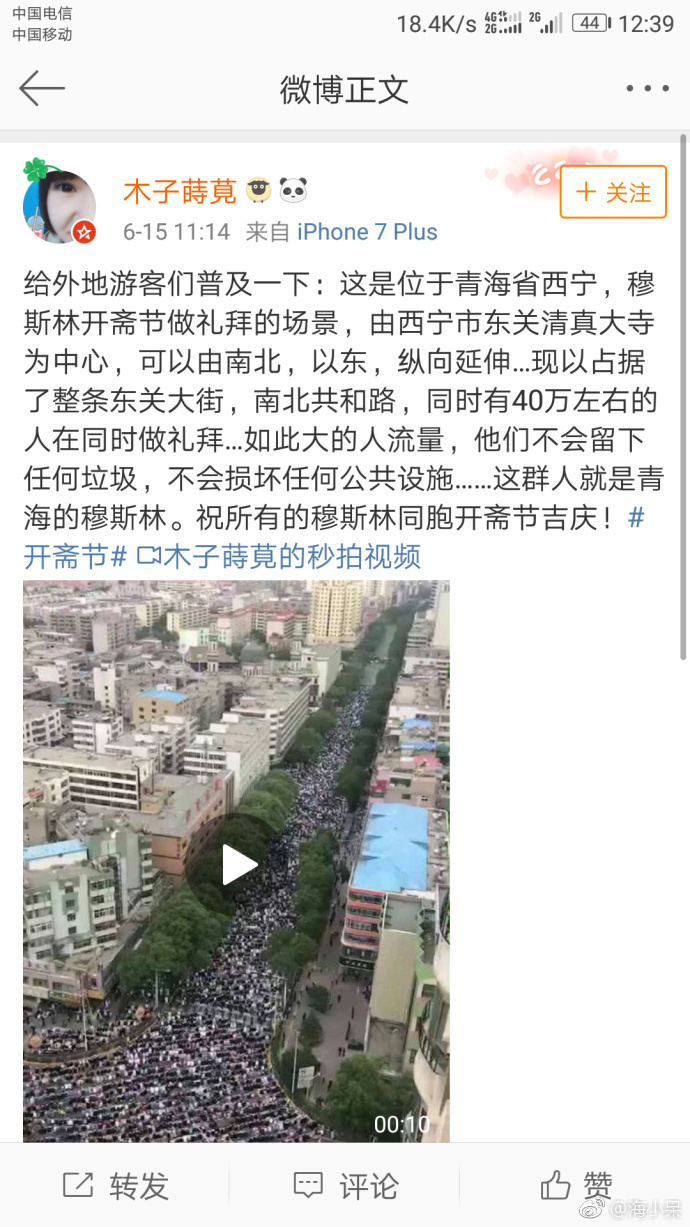 中国电信
中国移动
18.4K/s 4G 2G 2G 44 12:39
微博正文
木子蒔萈
+ 关注
6-15 11:14 来自 iPhone 7 Plus
给外地游客们普及一下：这是位于青海省西宁，穆
斯林开斋节做礼拜的场景，由西宁市东关清真大寺
为中心，可以由南北，以东，纵向延伸...现以占据
了整条东关大街，南北共和路，同时有40万左右的
人在同时做礼拜...如此大的人流量，他们不会留下
任何垃圾，不会损坏任何公共设施......这群人就是青
海的穆斯林。祝所有的穆斯林同胞开斋节吉庆！#
开斋节# 木子蒔萈的秒拍视频
00:10
转发 评论 赞